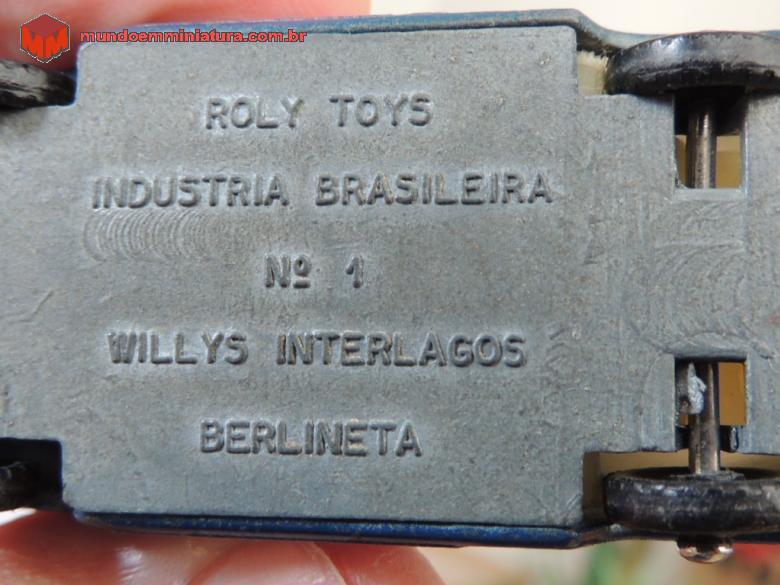 mundoemminiatura.com.br
ROLY TOYS
INDUSTRIA BRASILEIRA
Nº 1
WILLYS INTERLAGOS
BERLINETA